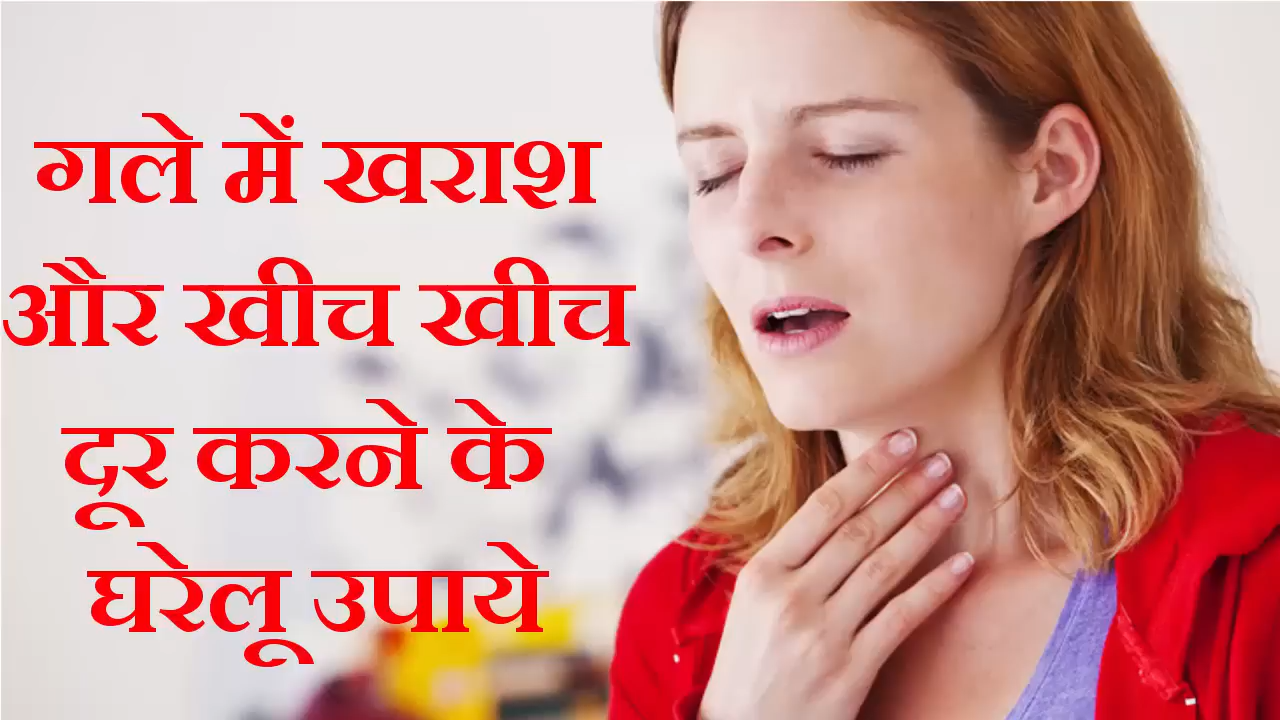 गले में खराश
और खीच खीच
दूर करने के
घरेलू उपाये